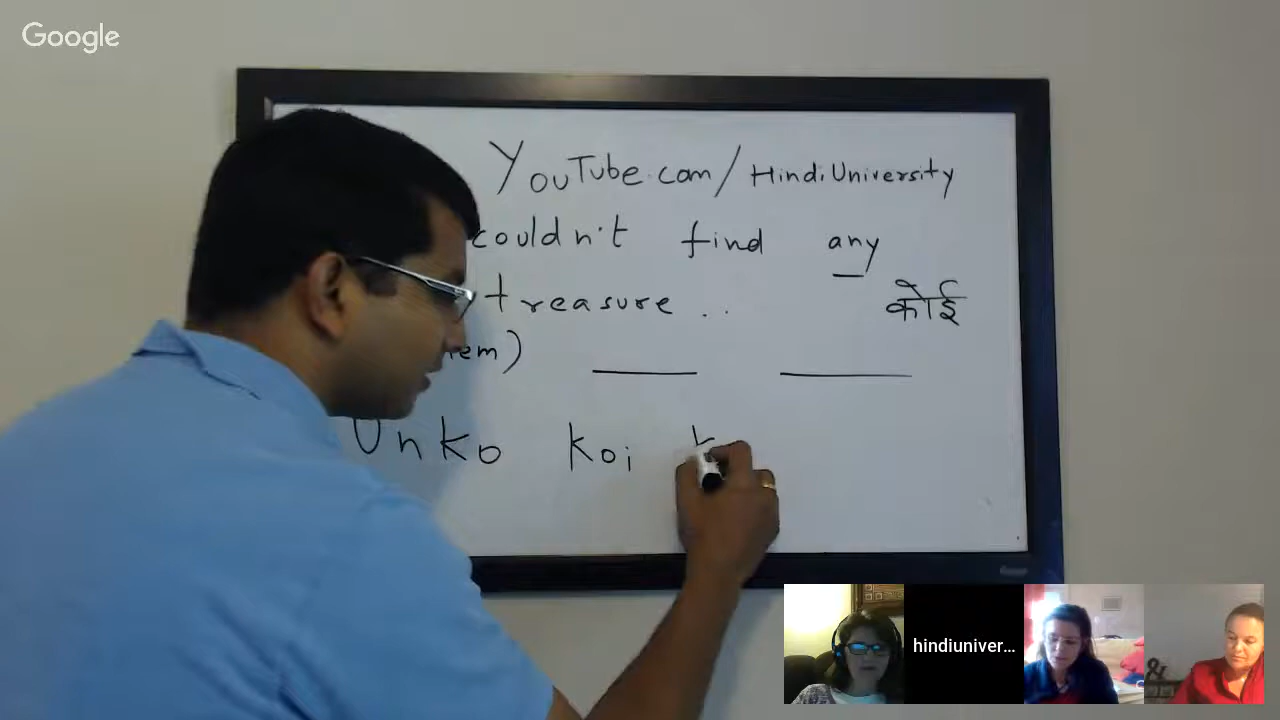 Google
YouTube.com/HindiUniversity
couldn't find any
कोई
treasure ..
Unko koi
hindiuniver...